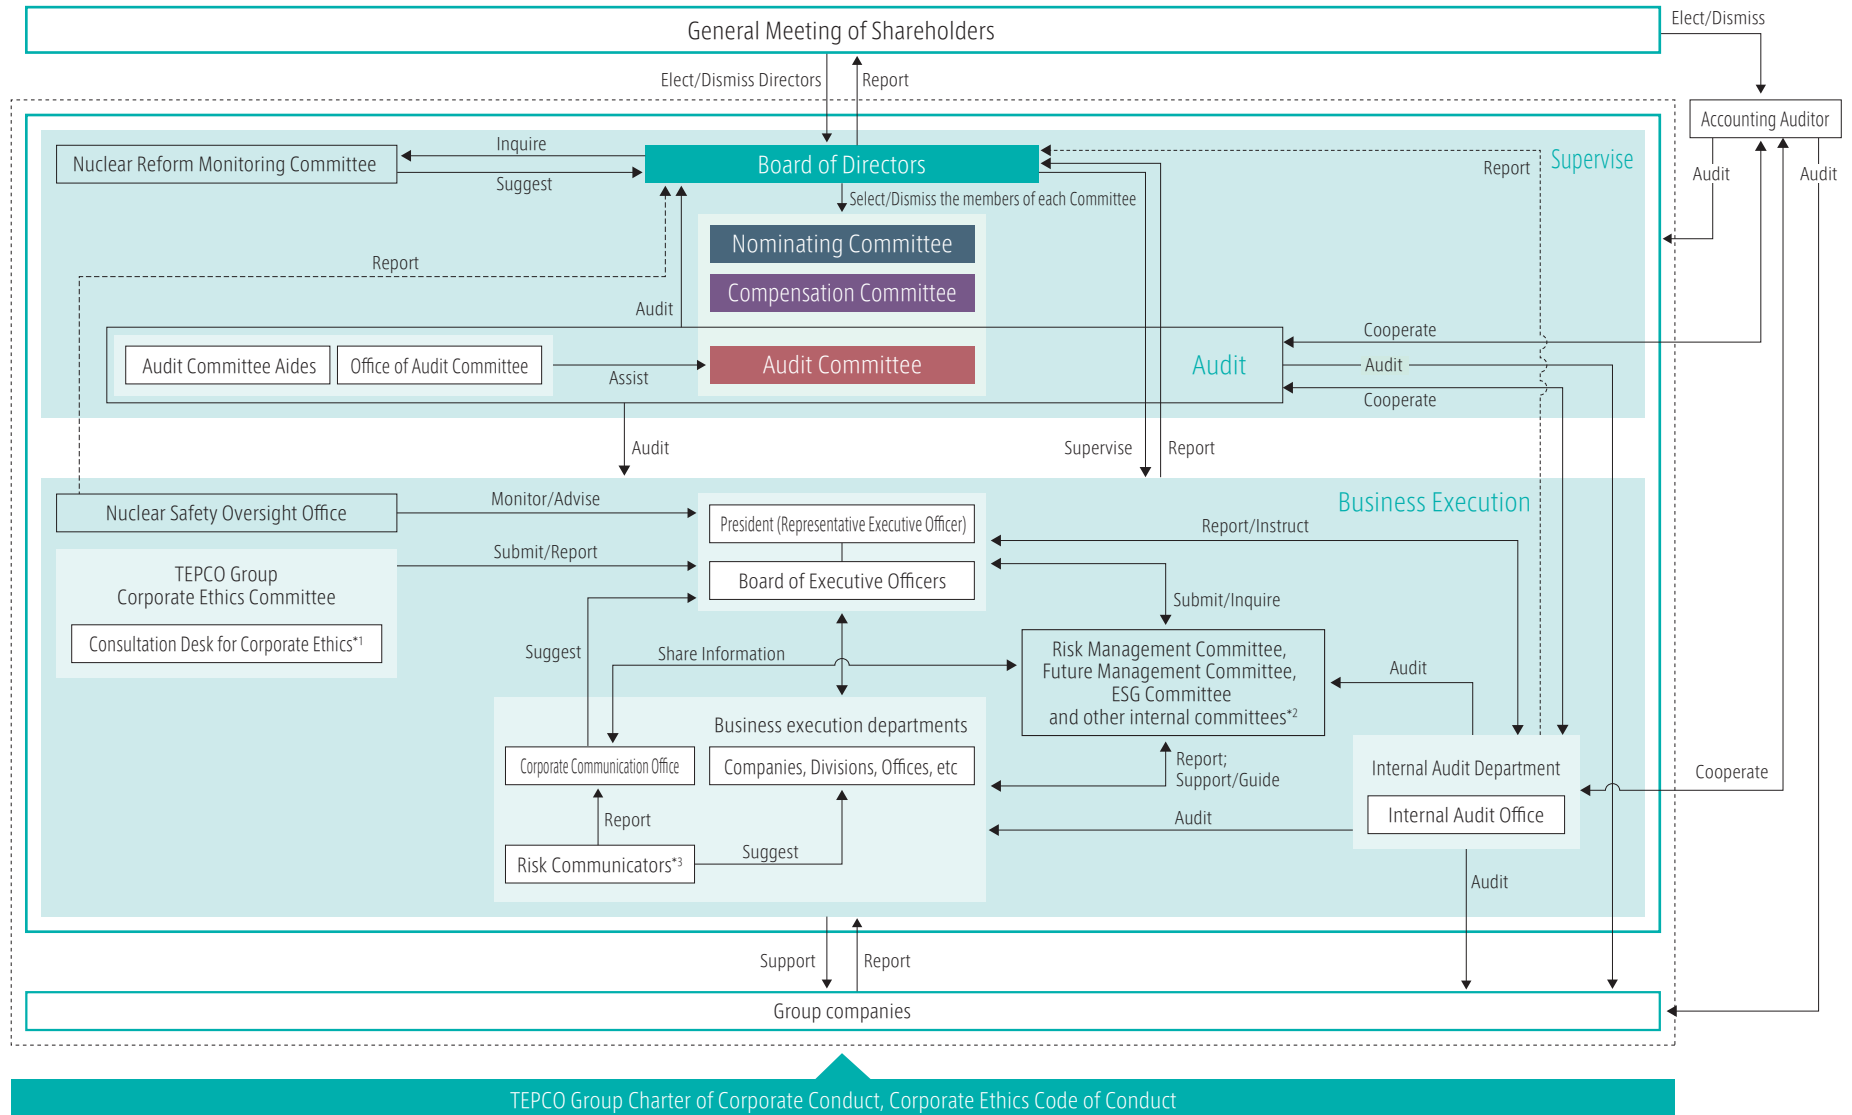 General Meeting of Shareholders
Elect/Dismiss
Elect/Dismiss Directors
Report
Accounting Auditor
Nuclear Reform Monitoring Committee
Inquire
Suggest
Board of Directors
Report
Supervise
Audit
Audit
Select/Dismiss the members of each Committee
Nominating Committee
Report
Compensation Committee
Audit
Cooperate
Audit Committee Aides
Office of Audit Committee
Assist
Audit Committee
Audit
Audit
Cooperate
Audit
Supervise
Report
Nuclear Safety Oversight Office
Monitor/Advise
Business Execution
President (Representative Executive Officer)
Report/Instruct
Submit/Report
TEPCO Group
Corporate Ethics Committee
Board of Executive Officers
Submit/Inquire
Consultation Desk for Corporate Ethics*1
Suggest
Share Information
Risk Management Committee,
Future Management Committee,
ESG Committee
and other internal committees*2
Audit
Business execution departments
Corporate Communication Office
Companies, Divisions, Offices, etc
Report;
Support/Guide
Internal Audit Department
Cooperate
Internal Audit Office
Report
Audit
Risk Communicators*3
Suggest
Audit
Support
Report
Group companies
TEPCO Group Charter of Corporate Conduct, Corporate Ethics Code of Conduct